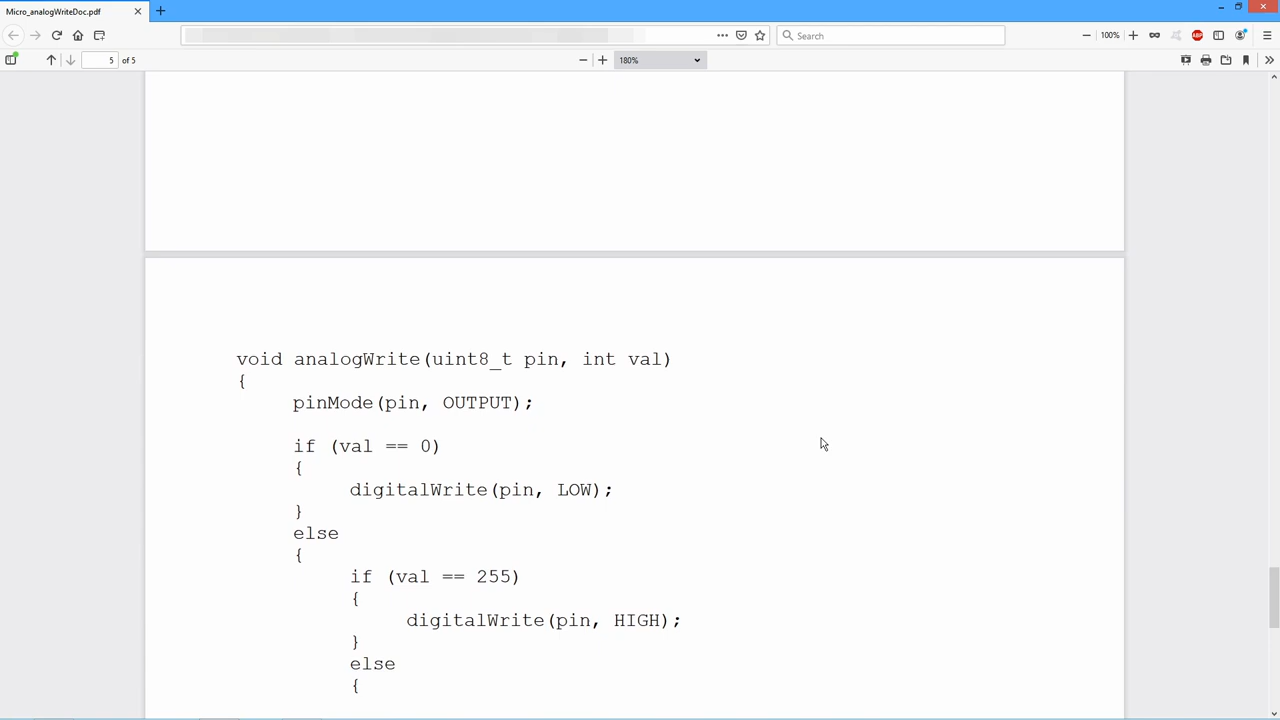 Micro_analogWriteDoc.pdf
Search
100%
5 of 5
180%
void analogWrite(uint8_t pin, int val)
{
pinMode(pin, OUTPUT);
if (val == 0)
{
digitalWrite(pin, LOW);
}
else
{
if (val == 255)
{
digitalWrite(pin, HIGH);
}
else
{